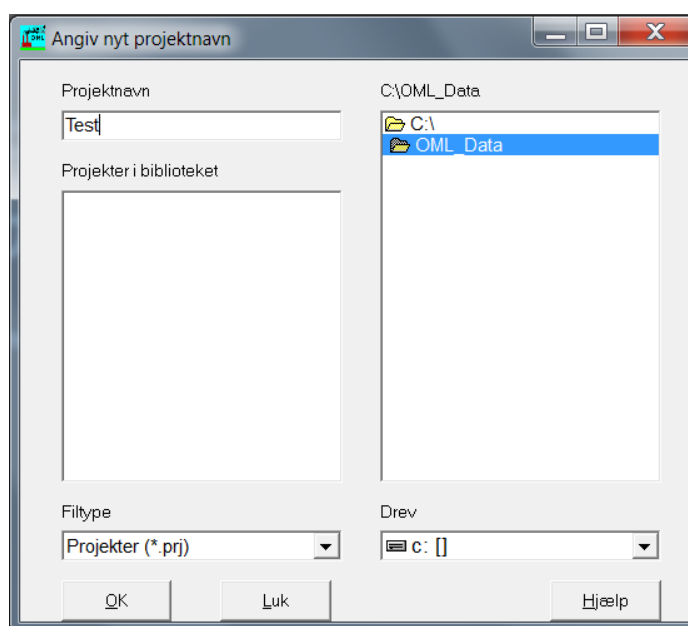 Angiv nyt projektnavn
Projektnavn
Test
Projekter i biblioteket
C:\OML_Data
C:\
OML_Data
Filtype
Projekter (*.prj)
Drev
c: []
OK
Luk
Hjælp